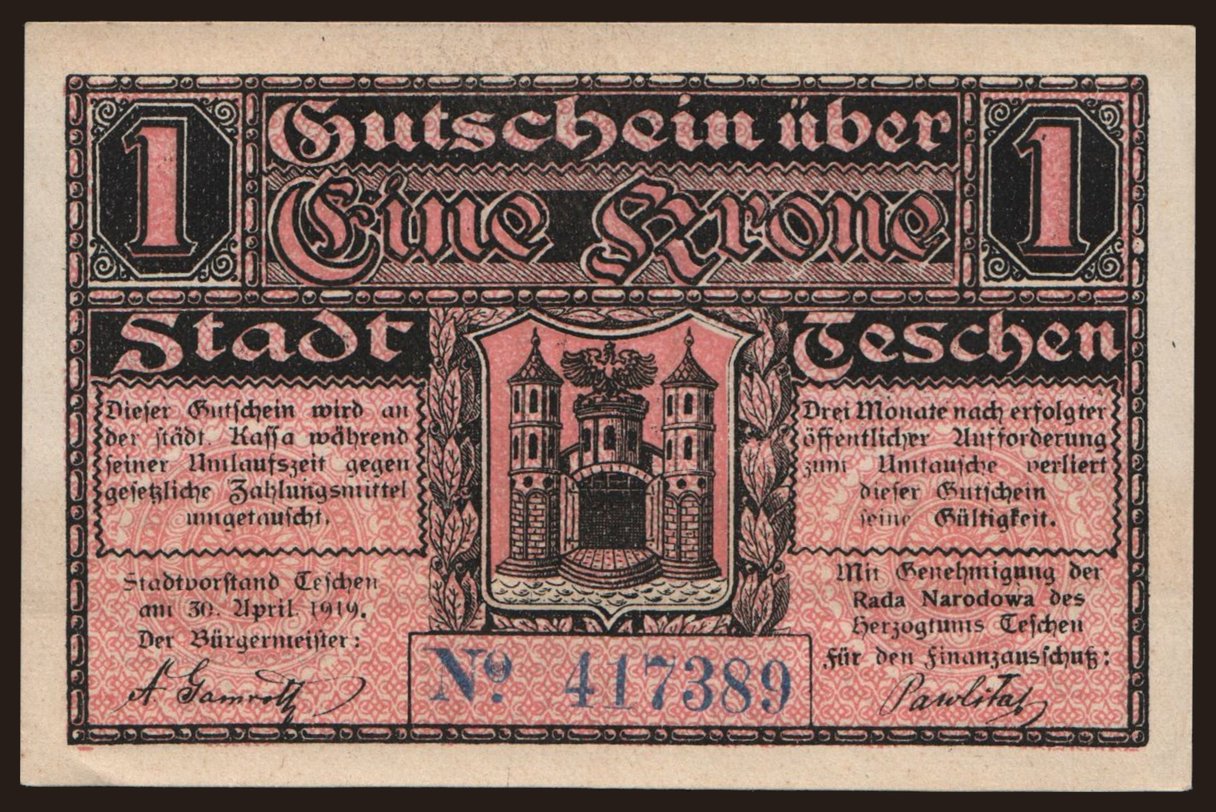 1
Gutschein über
1
Eine Krone
Stadt
Teschen
Dieser Gutschein wird an
der städt. Kassa während
seiner Umlaufszeit gegen
gesetzliche Zahlungsmittel
umgetauscht.
Drei Monate nach erfolgter
öffentlicher Aufforderung
zum Umtausche verliert
dieser Gutschein
seine Gültigkeit.
Stadtvorstand Teschen
am 30. April 1919.
Der Bürgermeister:
Mit Genehmigung der
Rada Narodowa des
Herzogtums Teschen
Für den Finanzausschuß:
A Gamroth
No. 417389